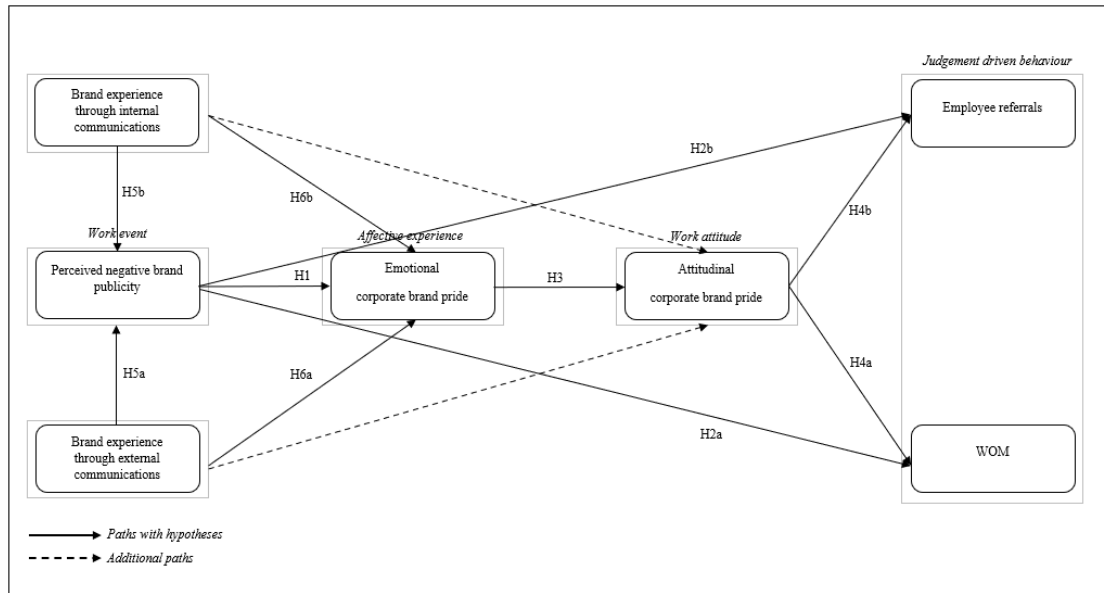 Judgement driven behaviour
Brand experience
through internal
communications
Employee referrals
H2b
H5b
H6b
H4b
Work event
Affective experience
Work attitude
Perceived negative brand
publicity
H1
Emotional
corporate brand pride
H3
Attitudinal
corporate brand pride
H5a
H6a
H4a
H2a
Brand experience
through external
communications
WOM
Paths with hypotheses
Additional paths